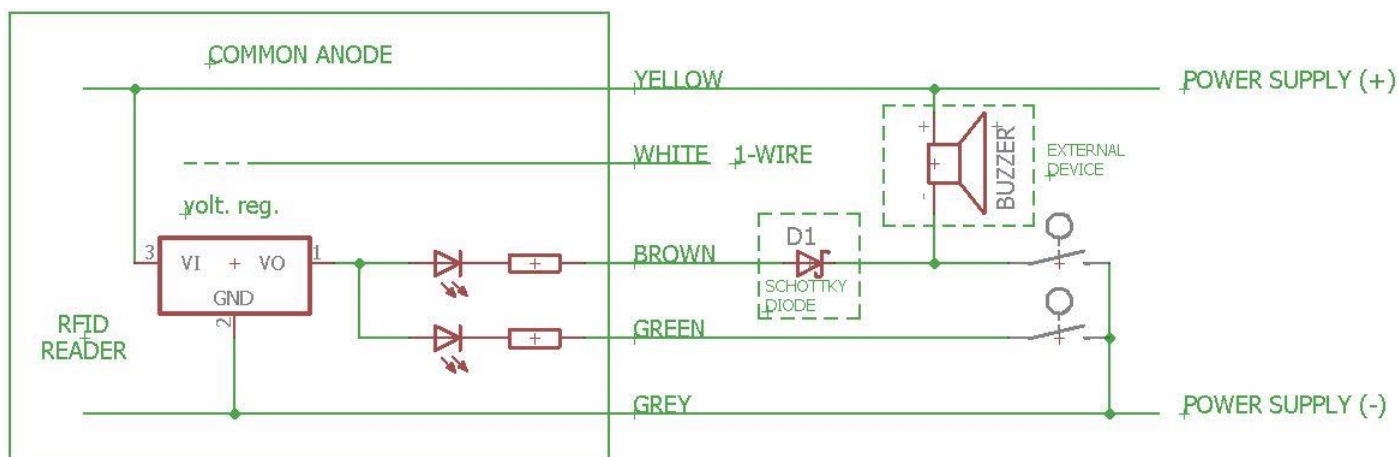 COMMON ANODE
YELLOW
POWER SUPPLY (+)
+
BUZZER
-
EXTERNAL
DEVICE
WHITE
1-WIRE
volt. reg.
D1
SCHOTTKY
DIODE
3
VI
VO
1
GND
2
BROWN
RFID
READER
GREEN
GREY
POWER SUPPLY (-)